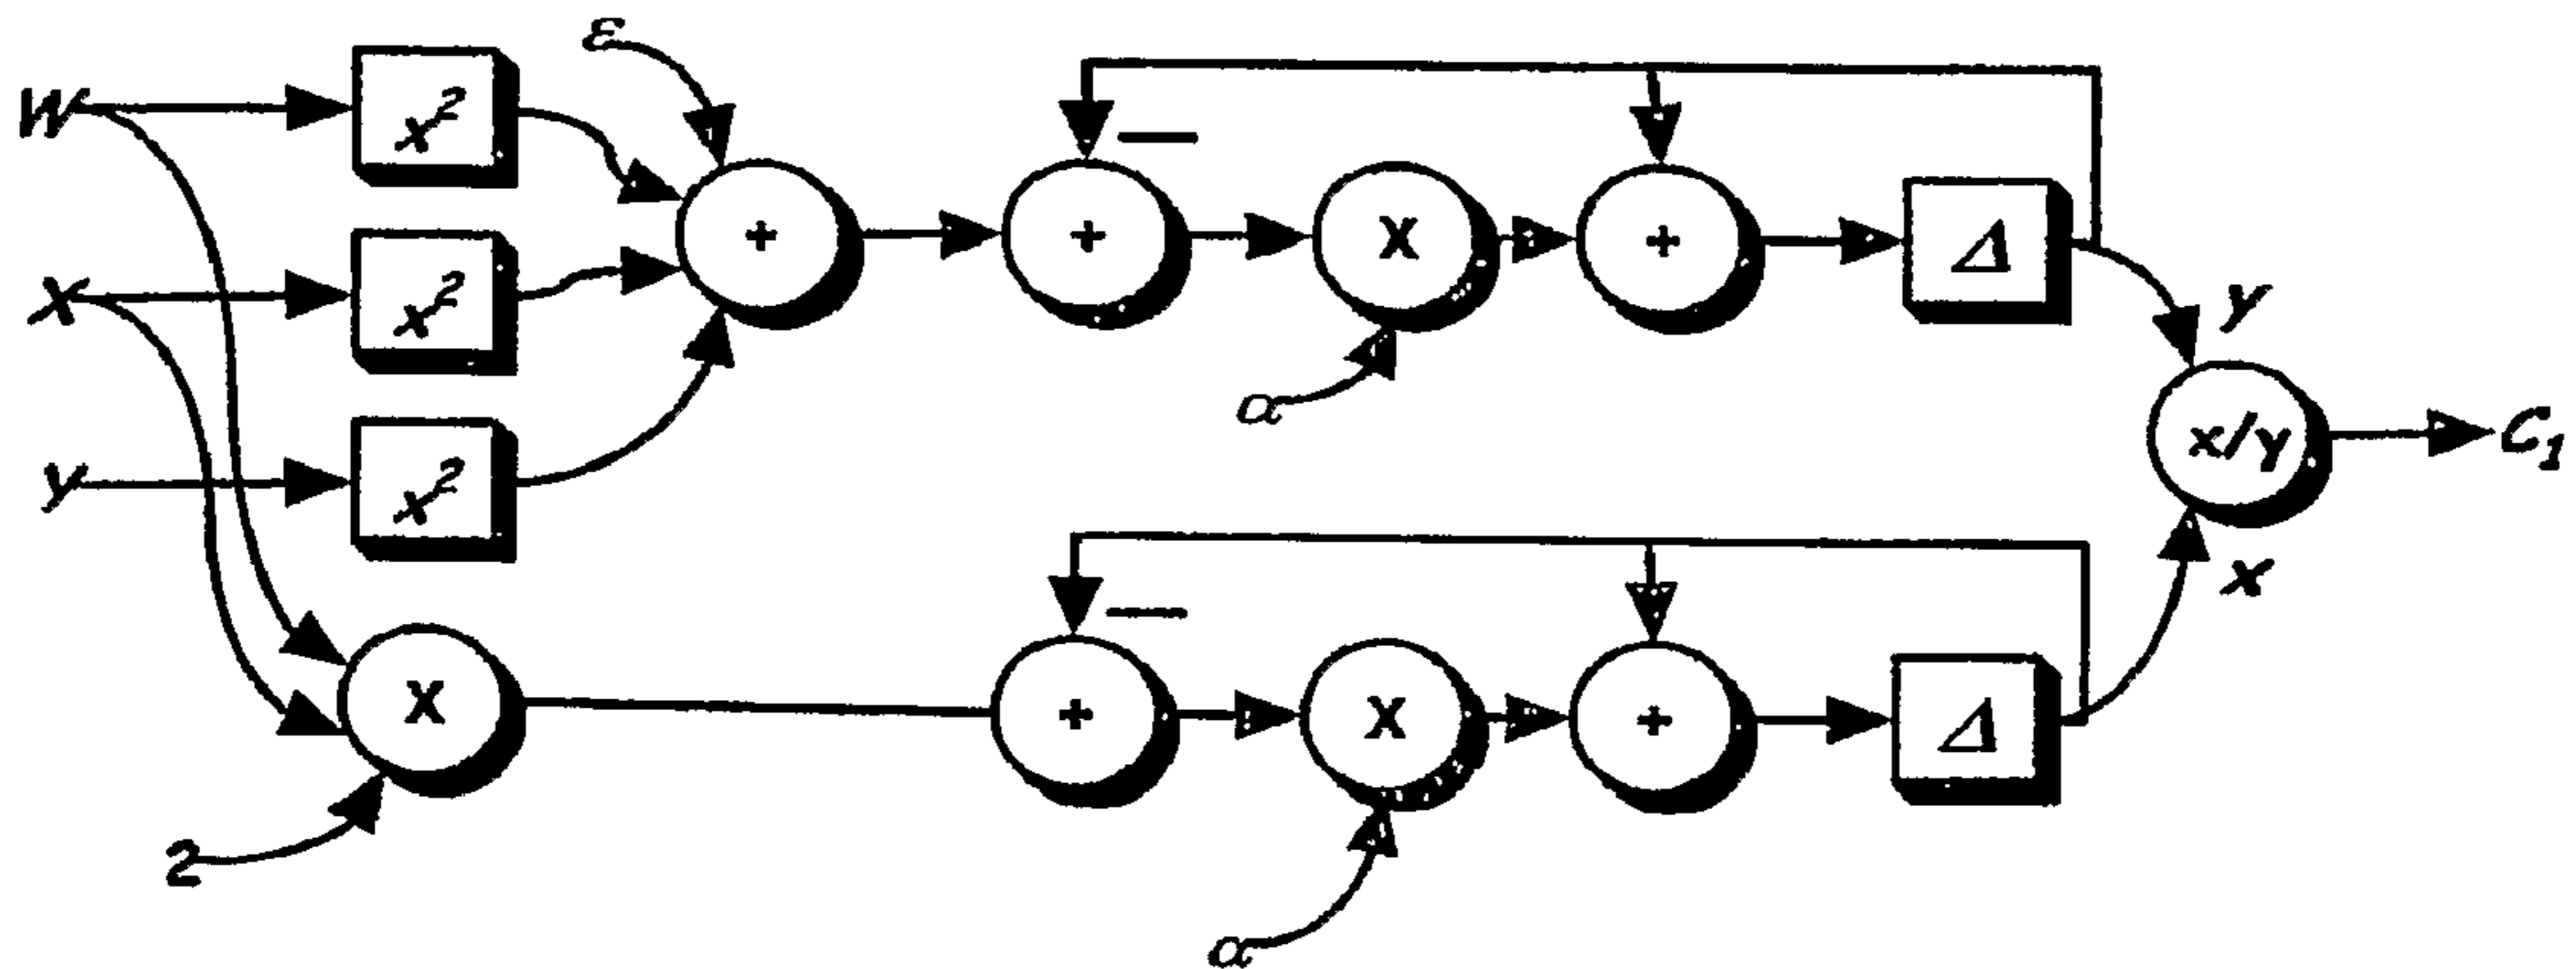 ε
W x²
+ − + X + Δ
X x²
y
α
x/y C₁
Y x²
x
− + X + Δ
X
2
α